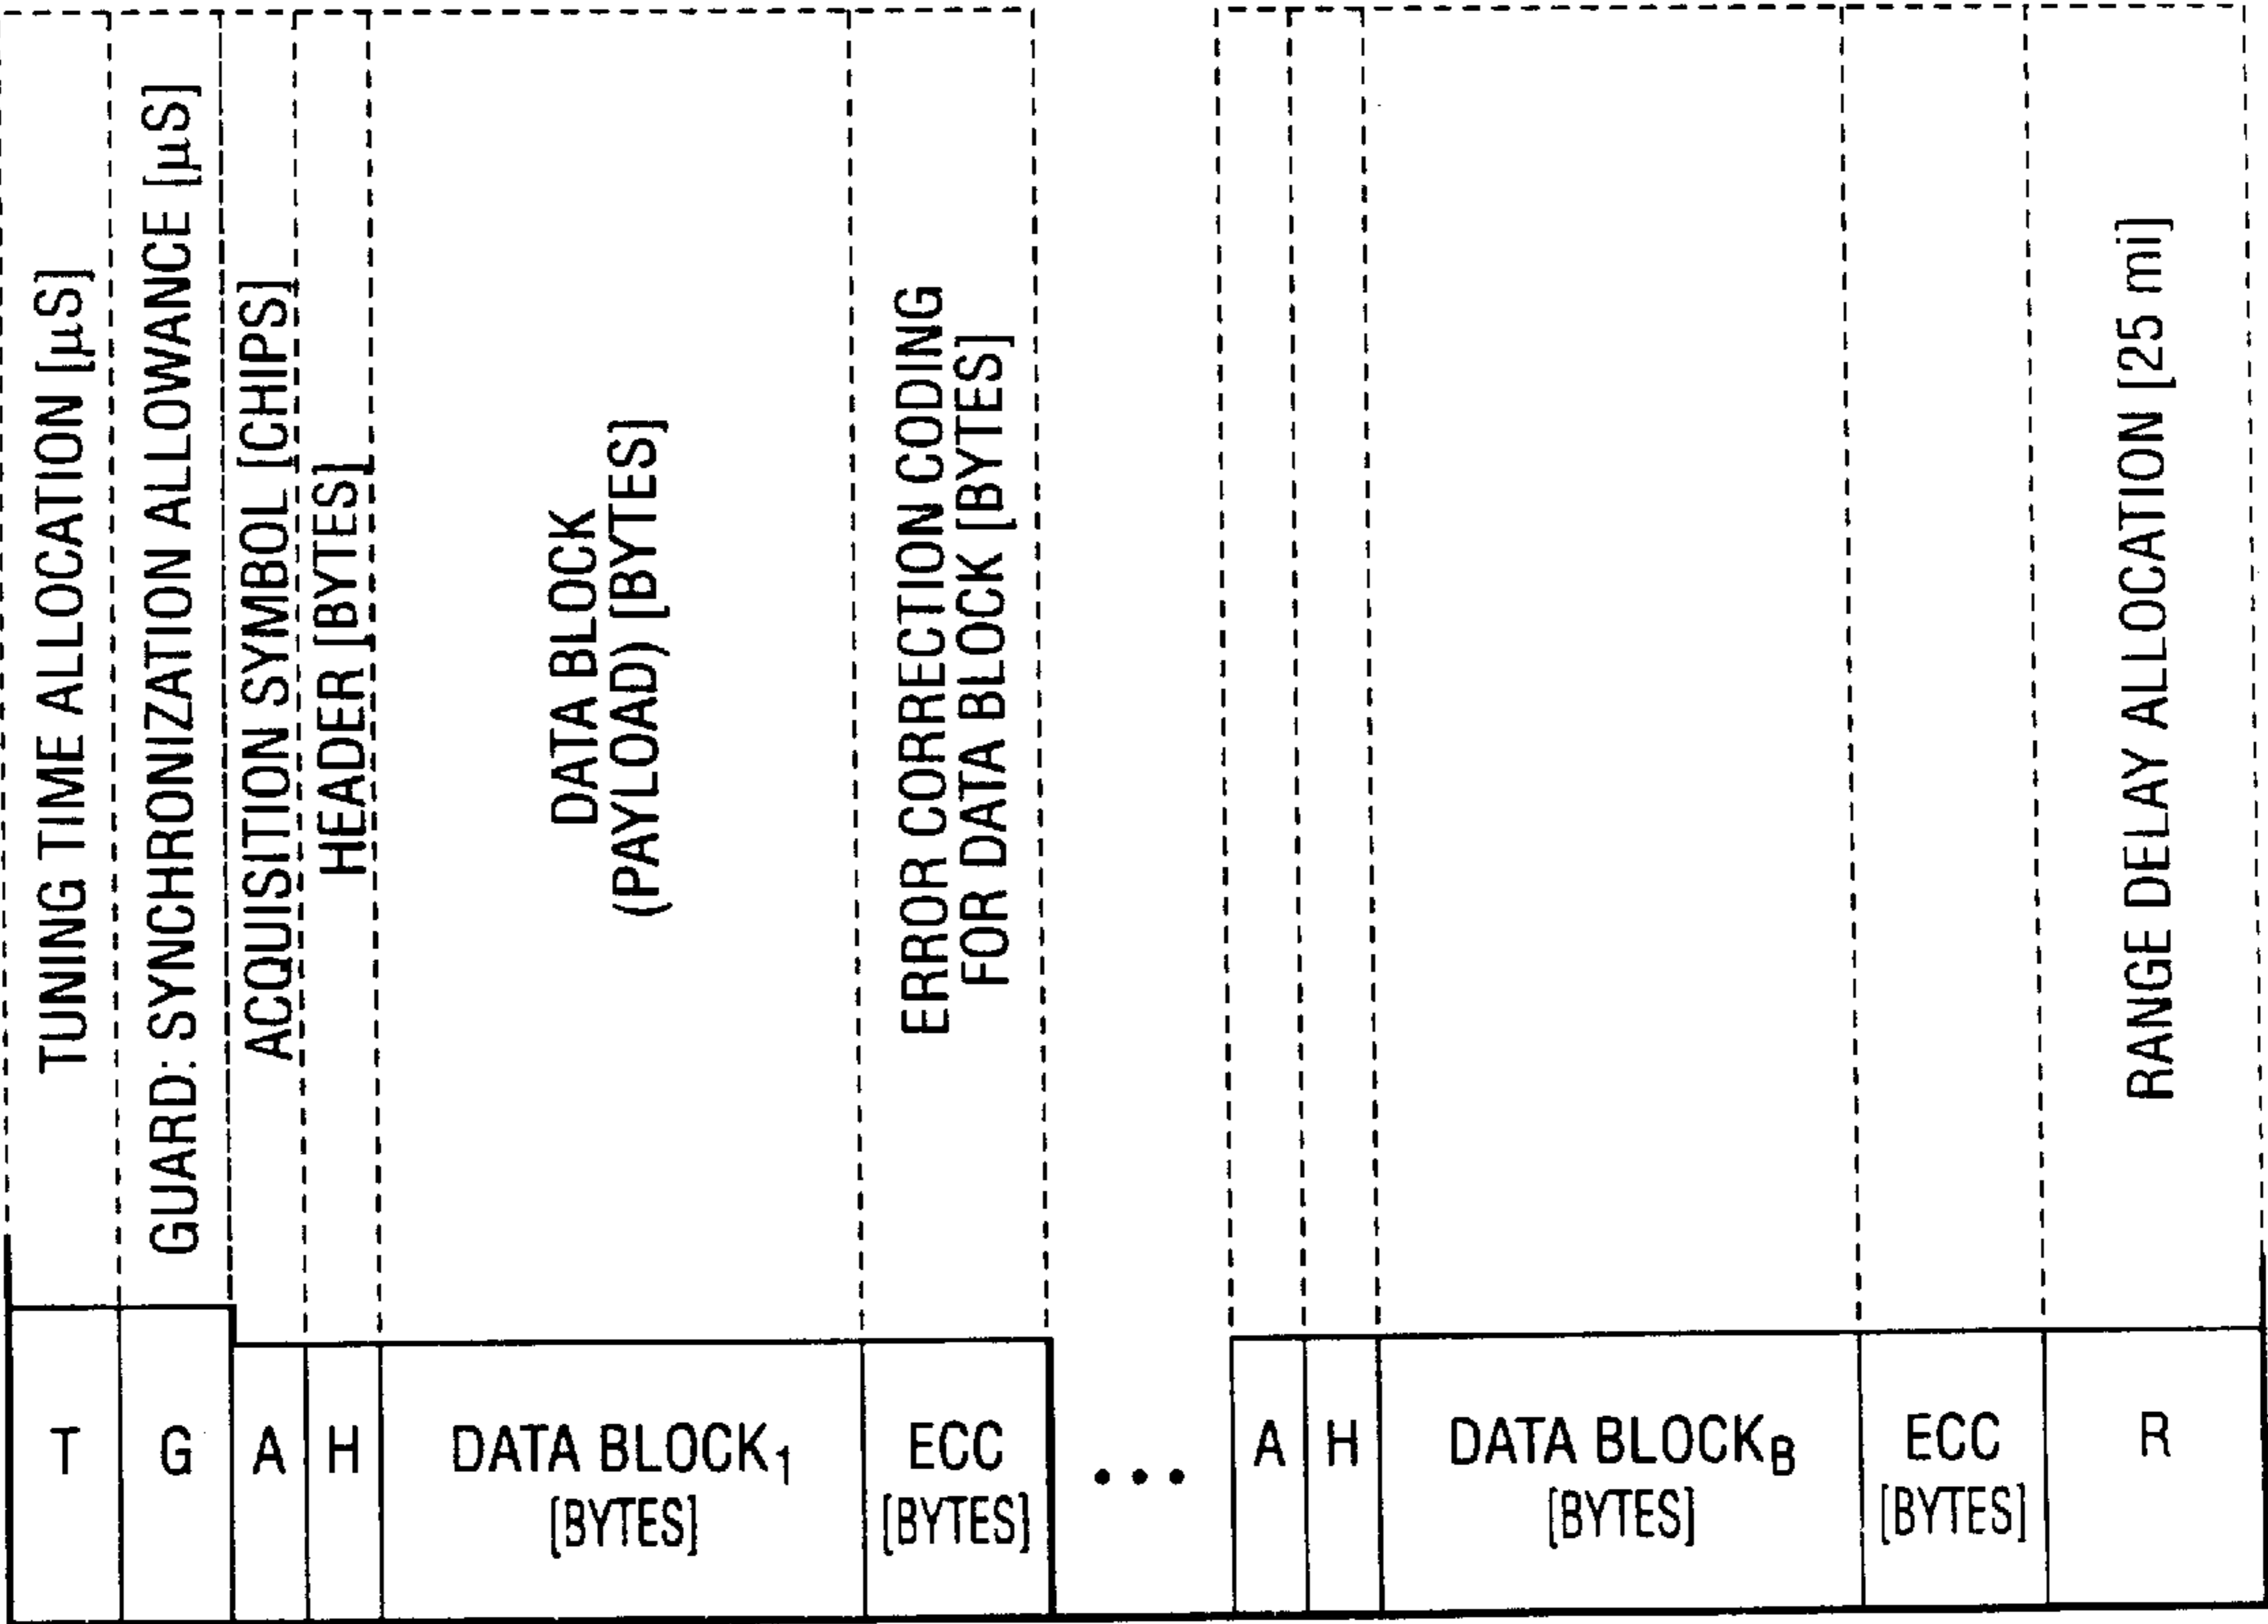 TUNING TIME ALLOCATION [µS]
GUARD: SYNCHRONIZATION ALLLOWANCE [µS]
ACQUISITION SYMBOL [CHIPS]
HEADER [BYTES]
DATA BLOCK
(PAYLOAD) [BYTES]
ERROR CORRECTION CODING
FOR DATA BLOCK [BYTES]
RANGE DELAY ALLOCATION [25 mi]
T
G
A
H
DATA BLOCK1
[BYTES]
ECC
[BYTES]
•••
A
H
DATA BLOCKB
[BYTES]
ECC
[BYTES]
R